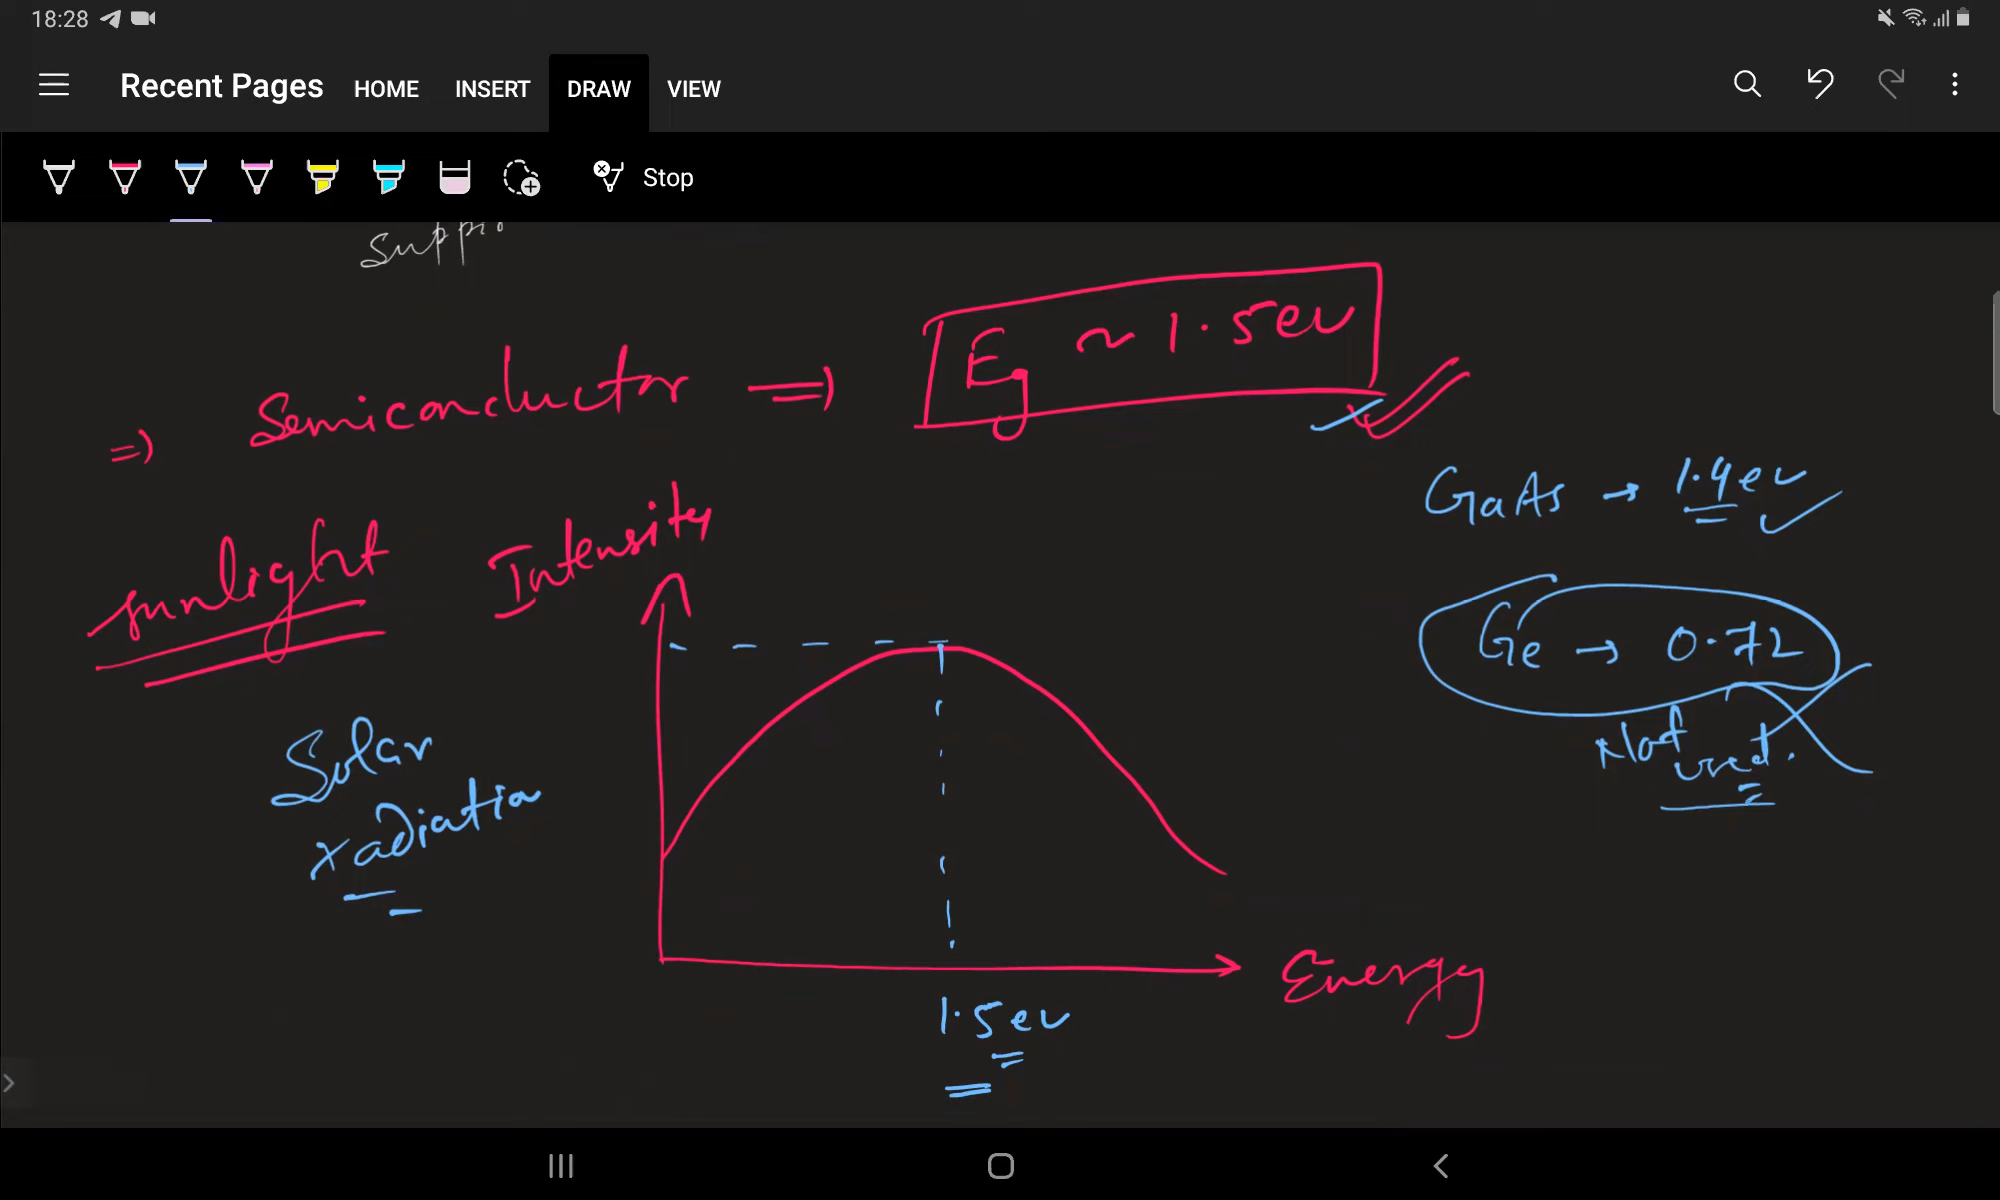 18:28
Recent Pages HOME INSERT DRAW VIEW
Stop
Eg ~ 1.5ev
=> Semiconductor =>
GaAs → 1.4ev
sunlight Intensity
Ge → 0.72
Not used.
Solar
radiation
Energy
1.5ev